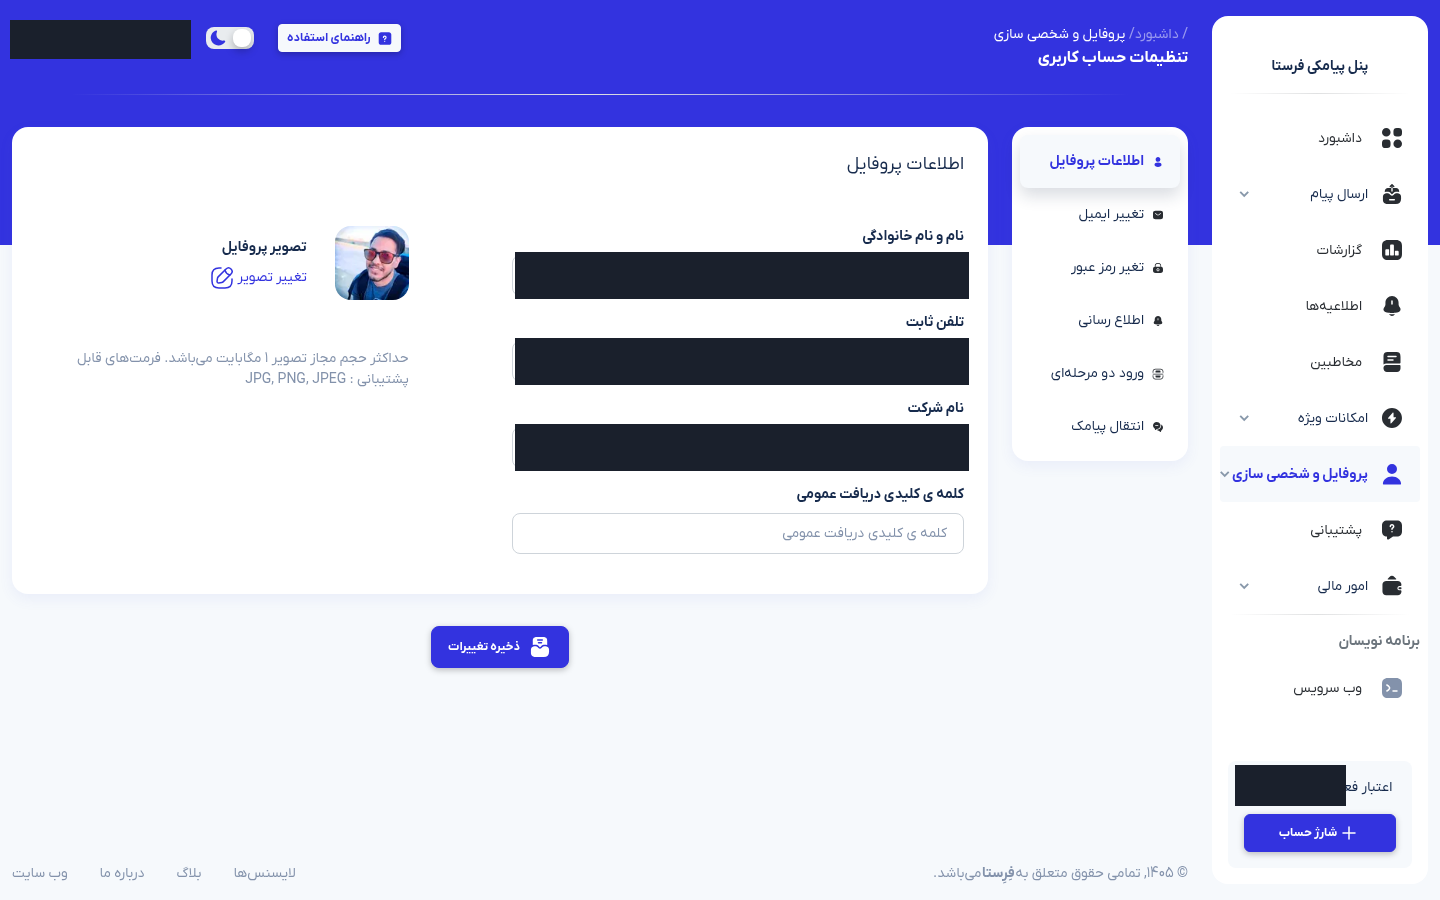 پنل پیامکی فرستا
داشبورد
ارسال پیام
گزارشات
اطلاعیه‌ها
مخاطبین
امکانات ویژه
پروفایل و شخصی سازی
پشتیبانی
امور مالی
برنامه نویسان
وب سرویس
اعتبار فع
شارژ حساب
/ داشبورد/ پروفایل و شخصی سازی
تنظیمات حساب کاربری
راهنمای استفاده
اطلاعات پروفایل
تغییر ایمیل
تغیر رمز عبور
اطلاع رسانی
ورود دو مرحله‌ای
انتقال پیامک
اطلاعات پروفایل
نام و نام خانوادگی
تلفن ثابت
نام شرکت
کلمه ی کلیدی دریافت عمومی
کلمه ی کلیدی دریافت عمومی
تصویر پروفایل
تغییر تصویر
حداکثر حجم مجاز تصویر ۱ مگابایت می‌باشد. فرمت‌های قابل
پشتیبانی : JPG, PNG, JPEG
ذخیره تغییرات
© ۱۴۰۵, تمامی حقوق متعلق به فِرِستا می‌باشد.
لایسنس‌ها
بلاگ
درباره ما
وب سایت